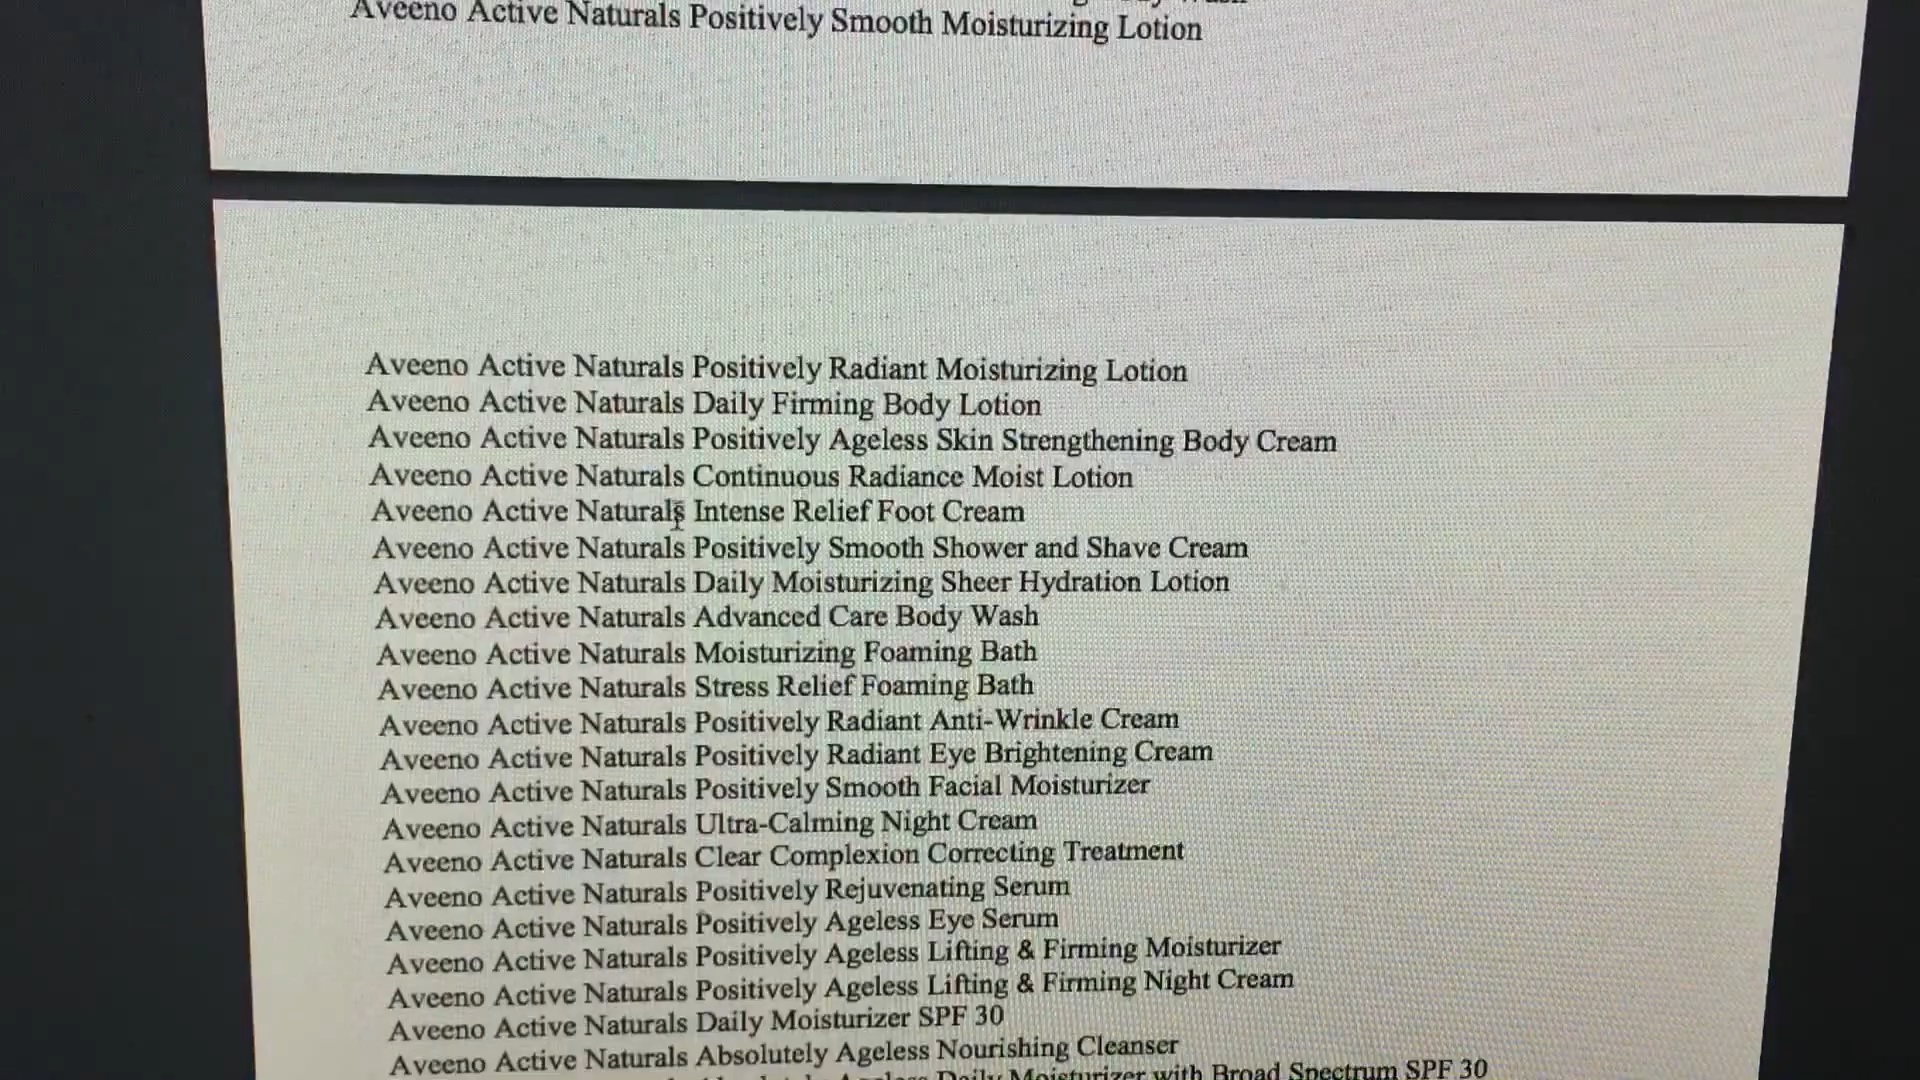 Wash
Aveeno Active Naturals Positively Smooth Moisturizing Lotion
Aveeno Active Naturals Positively Radiant Moisturizing Lotion
Aveeno Active Naturals Daily Firming Body Lotion
Aveeno Active Naturals Positively Ageless Skin Strengthening Body Cream
Aveeno Active Naturals Continuous Radiance Moist Lotion
Aveeno Active Naturals Intense Relief Foot Cream
Aveeno Active Naturals Positively Smooth Shower and Shave Cream
Aveeno Active Naturals Daily Moisturizing Sheer Hydration Lotion
Aveeno Active Naturals Advanced Care Body Wash
Aveeno Active Naturals Moisturizing Foaming Bath
Aveeno Active Naturals Stress Relief Foaming Bath
Aveeno Active Naturals Positively Radiant Anti-Wrinkle Cream
Aveeno Active Naturals Positively Radiant Eye Brightening Cream
Aveeno Active Naturals Positively Smooth Facial Moisturizer
Aveeno Active Naturals Ultra-Calming Night Cream
Aveeno Active Naturals Clear Complexion Correcting Treatment
Aveeno Active Naturals Positively Rejuvenating Serum
Aveeno Active Naturals Positively Ageless Eye Serum
Aveeno Active Naturals Positively Ageless Lifting & Firming Moisturizer
Aveeno Active Naturals Positively Ageless Lifting & Firming Night Cream
Aveeno Active Naturals Daily Moisturizer SPF 30
Aveeno Active Naturals Absolutely Ageless Nourishing Cleanser
Ageless Daily Moisturizer with Broad Spectrum SPF 30